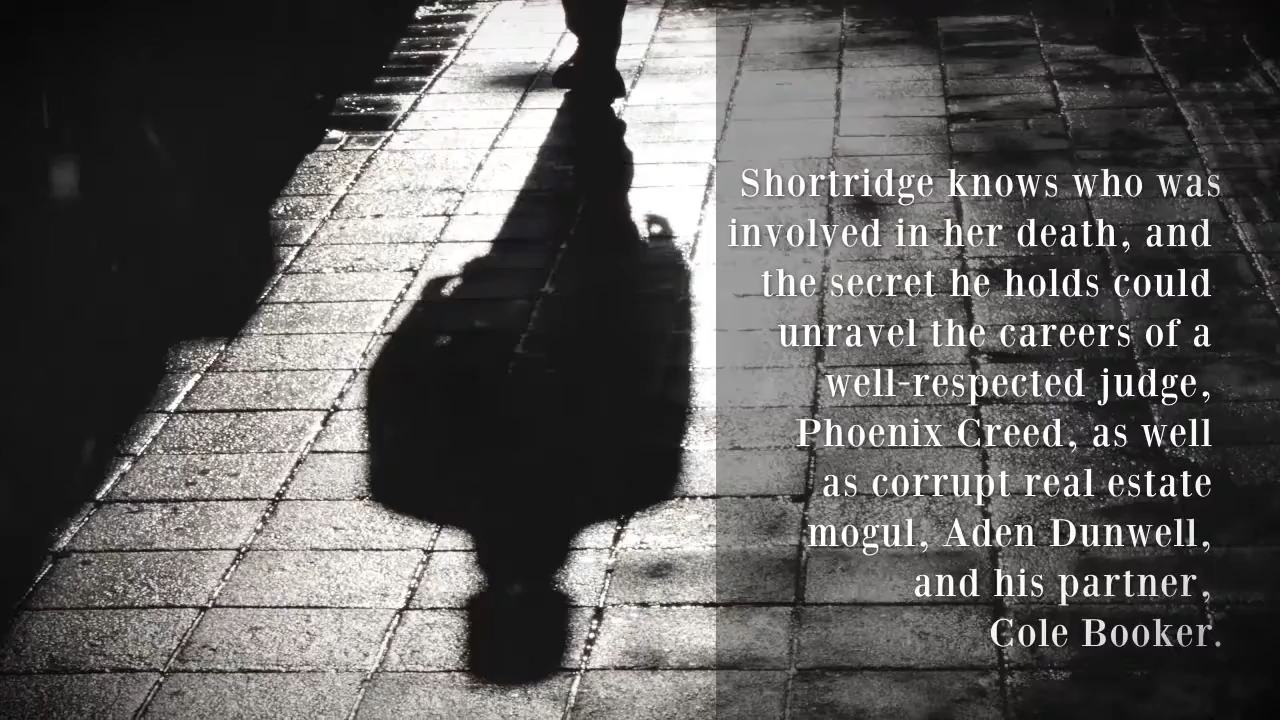 Shortridge knows who was
involved in her death, and
the secret he holds could
unravel the careers of a
well-respected judge,
Phoenix Creed, as well
as corrupt real estate
mogul, Aden Dunwell,
and his partner,
Cole Booker.